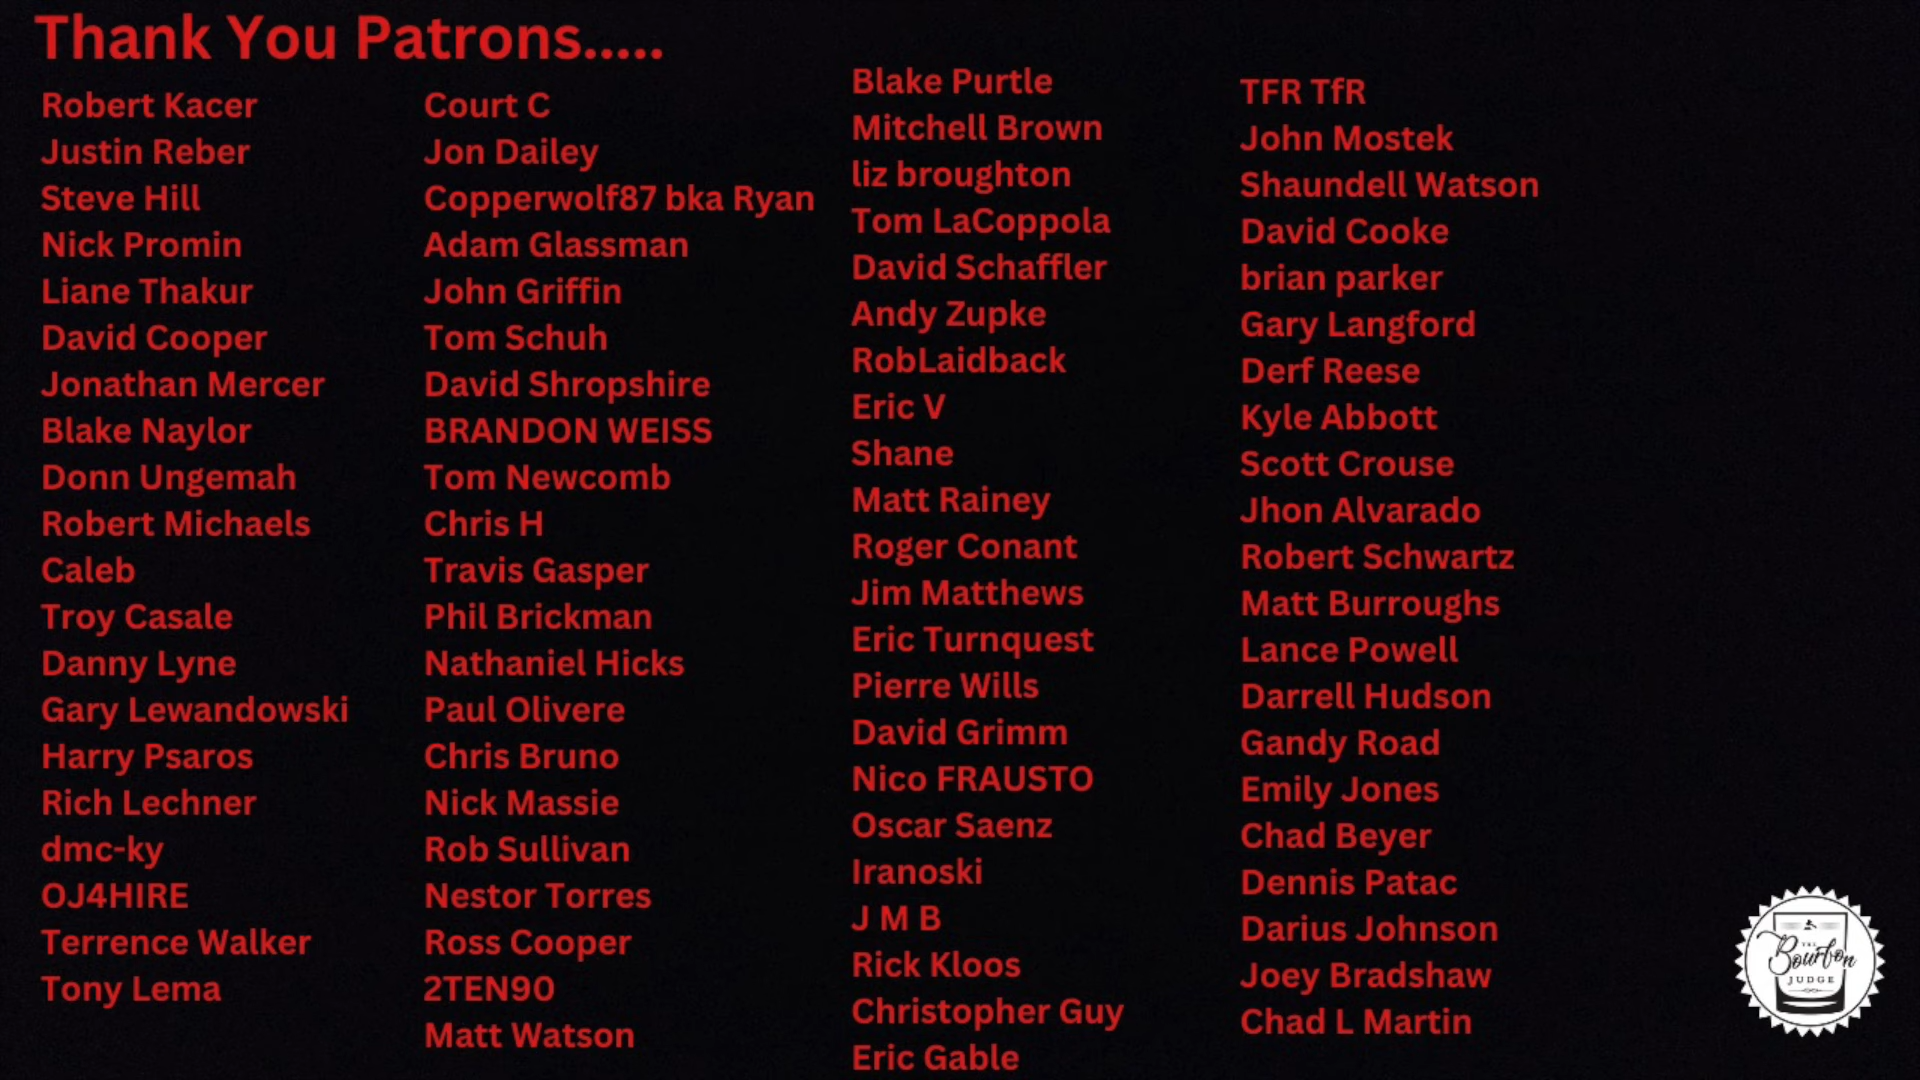 Thank You Patrons.....
Robert Kacer
Justin Reber
Steve Hill
Nick Promin
Liane Thakur
David Cooper
Jonathan Mercer
Blake Naylor
Donn Ungemah
Robert Michaels
Caleb
Troy Casale
Danny Lyne
Gary Lewandowski
Harry Psaros
Rich Lechner
dmc-ky
OJ4HIRE
Terrence Walker
Tony Lema
Court C
Jon Dailey
Copperwolf87 bka Ryan
Adam Glassman
John Griffin
Tom Schuh
David Shropshire
BRANDON WEISS
Tom Newcomb
Chris H
Travis Gasper
Phil Brickman
Nathaniel Hicks
Paul Olivere
Chris Bruno
Nick Massie
Rob Sullivan
Nestor Torres
Ross Cooper
2TEN90
Matt Watson
Blake Purtle
Mitchell Brown
liz broughton
Tom LaCoppola
David Schaffler
Andy Zupke
RobLaidback
Eric V
Shane
Matt Rainey
Roger Conant
Jim Matthews
Eric Turnquest
Pierre Wills
David Grimm
Nico FRAUSTO
Oscar Saenz
Iranoski
J M B
Rick Kloos
Christopher Guy
Eric Gable
TFR TfR
John Mostek
Shaundell Watson
David Cooke
brian parker
Gary Langford
Derf Reese
Kyle Abbott
Scott Crouse
Jhon Alvarado
Robert Schwartz
Matt Burroughs
Lance Powell
Darrell Hudson
Gandy Road
Emily Jones
Chad Beyer
Dennis Patac
Darius Johnson
Joey Bradshaw
Chad L Martin
THE
Bourbon
JUDGE